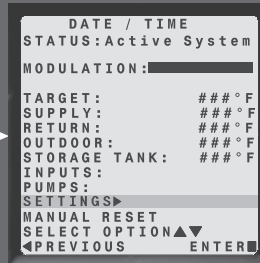 DATE / TIME
STATUS:Active System
MODULATION:
TARGET: ###°F
SUPPLY: ###°F
RETURN: ###°F
OUTDOOR: ###°F
STORAGE TANK: ###°F
INPUTS:
PUMPS:
SETTINGS▶
MANUAL RESET
SELECT OPTION▲▼
◀PREVIOUS ENTER■